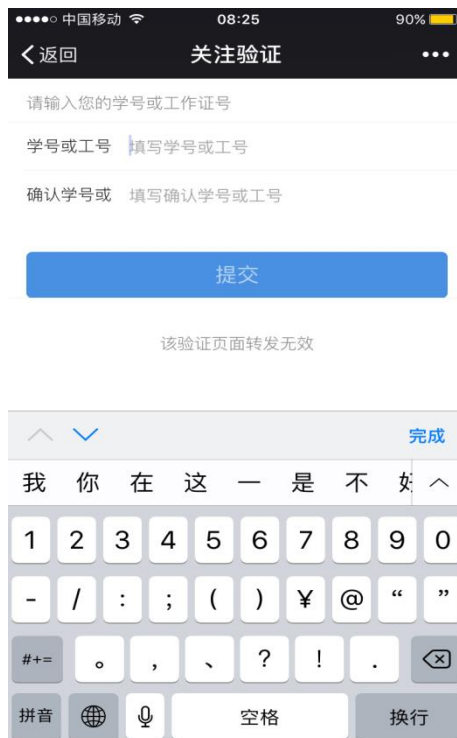 中国移动 08:25 90%
返回 关注验证
请输入您的学号或工作证号
学号或工号 填写学号或工号
确认学号或 填写确认学号或工号
提交
该验证页面转发无效
完成
我 你 在 这 一 是 不 好
1 2 3 4 5 6 7 8 9 0
- / : ; ( ) ¥ @ “ ”
#+= 。 , 、 ? ! .
拼音 空格 换行